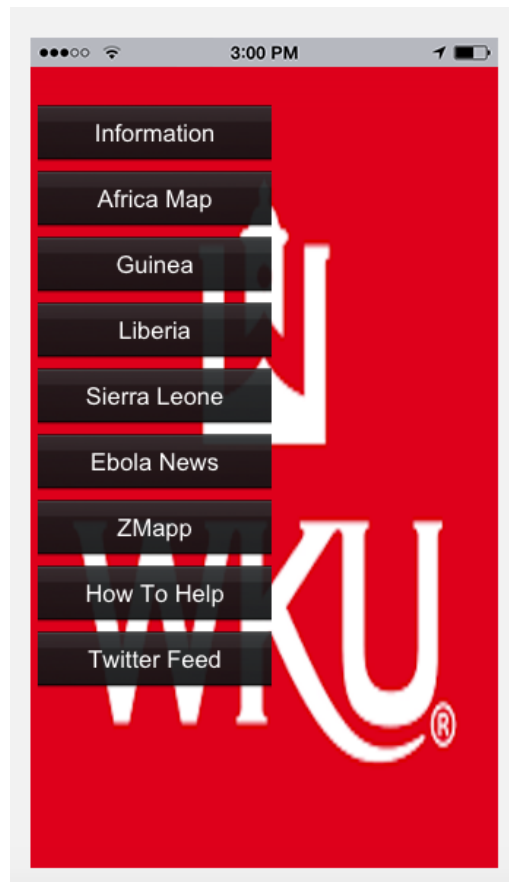 3:00 PM
Information
Africa Map
Guinea
Liberia
Sierra Leone
Ebola News
ZMapp
How To Help
Twitter Feed
WKU®